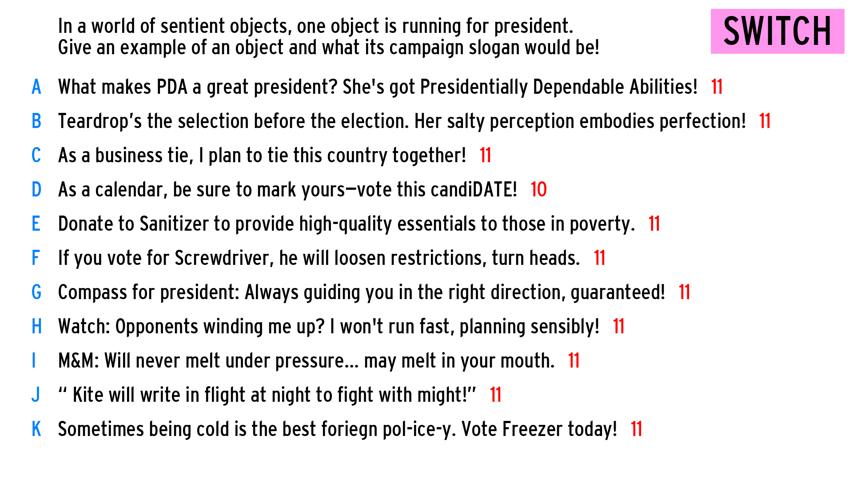 In a world of sentient objects, one object is running for president.
Give an example of an object and what its campaign slogan would be!
SWITCH
A What makes PDA a great president? She's got Presidentially Dependable Abilities! 11
B Teardrop's the selection before the election. Her salty perception embodies perfection! 11
C As a business tie, I plan to tie this country together! 11
D As a calendar, be sure to mark yours—vote this candiDATE! 10
E Donate to Sanitizer to provide high-quality essentials to those in poverty. 11
F If you vote for Screwdriver, he will loosen restrictions, turn heads. 11
G Compass for president: Always guiding you in the right direction, guaranteed! 11
H Watch: Opponents winding me up? I won't run fast, planning sensibly! 11
I M&M: Will never melt under pressure... may melt in your mouth. 11
J “ Kite will write in flight at night to fight with might!” 11
K Sometimes being cold is the best foriegn pol-ice-y. Vote Freezer today! 11